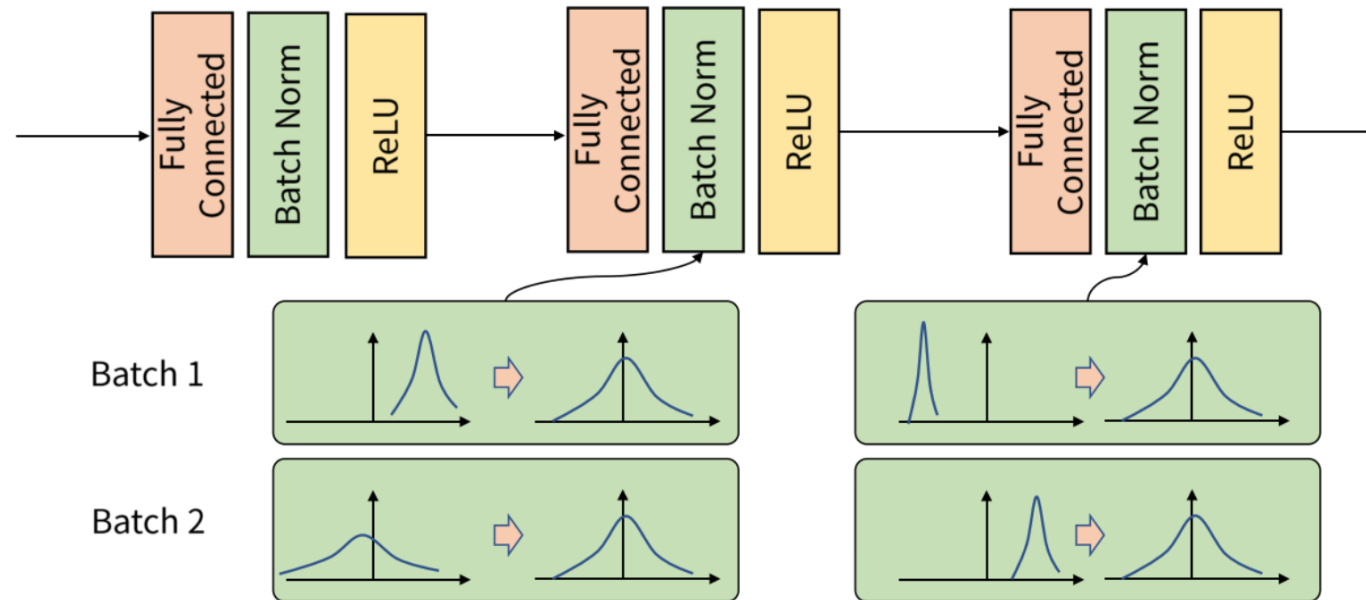 Fully
Connected
Batch Norm
ReLU
Fully
Connected
Batch Norm
ReLU
Fully
Connected
Batch Norm
ReLU
Batch 1
Batch 2